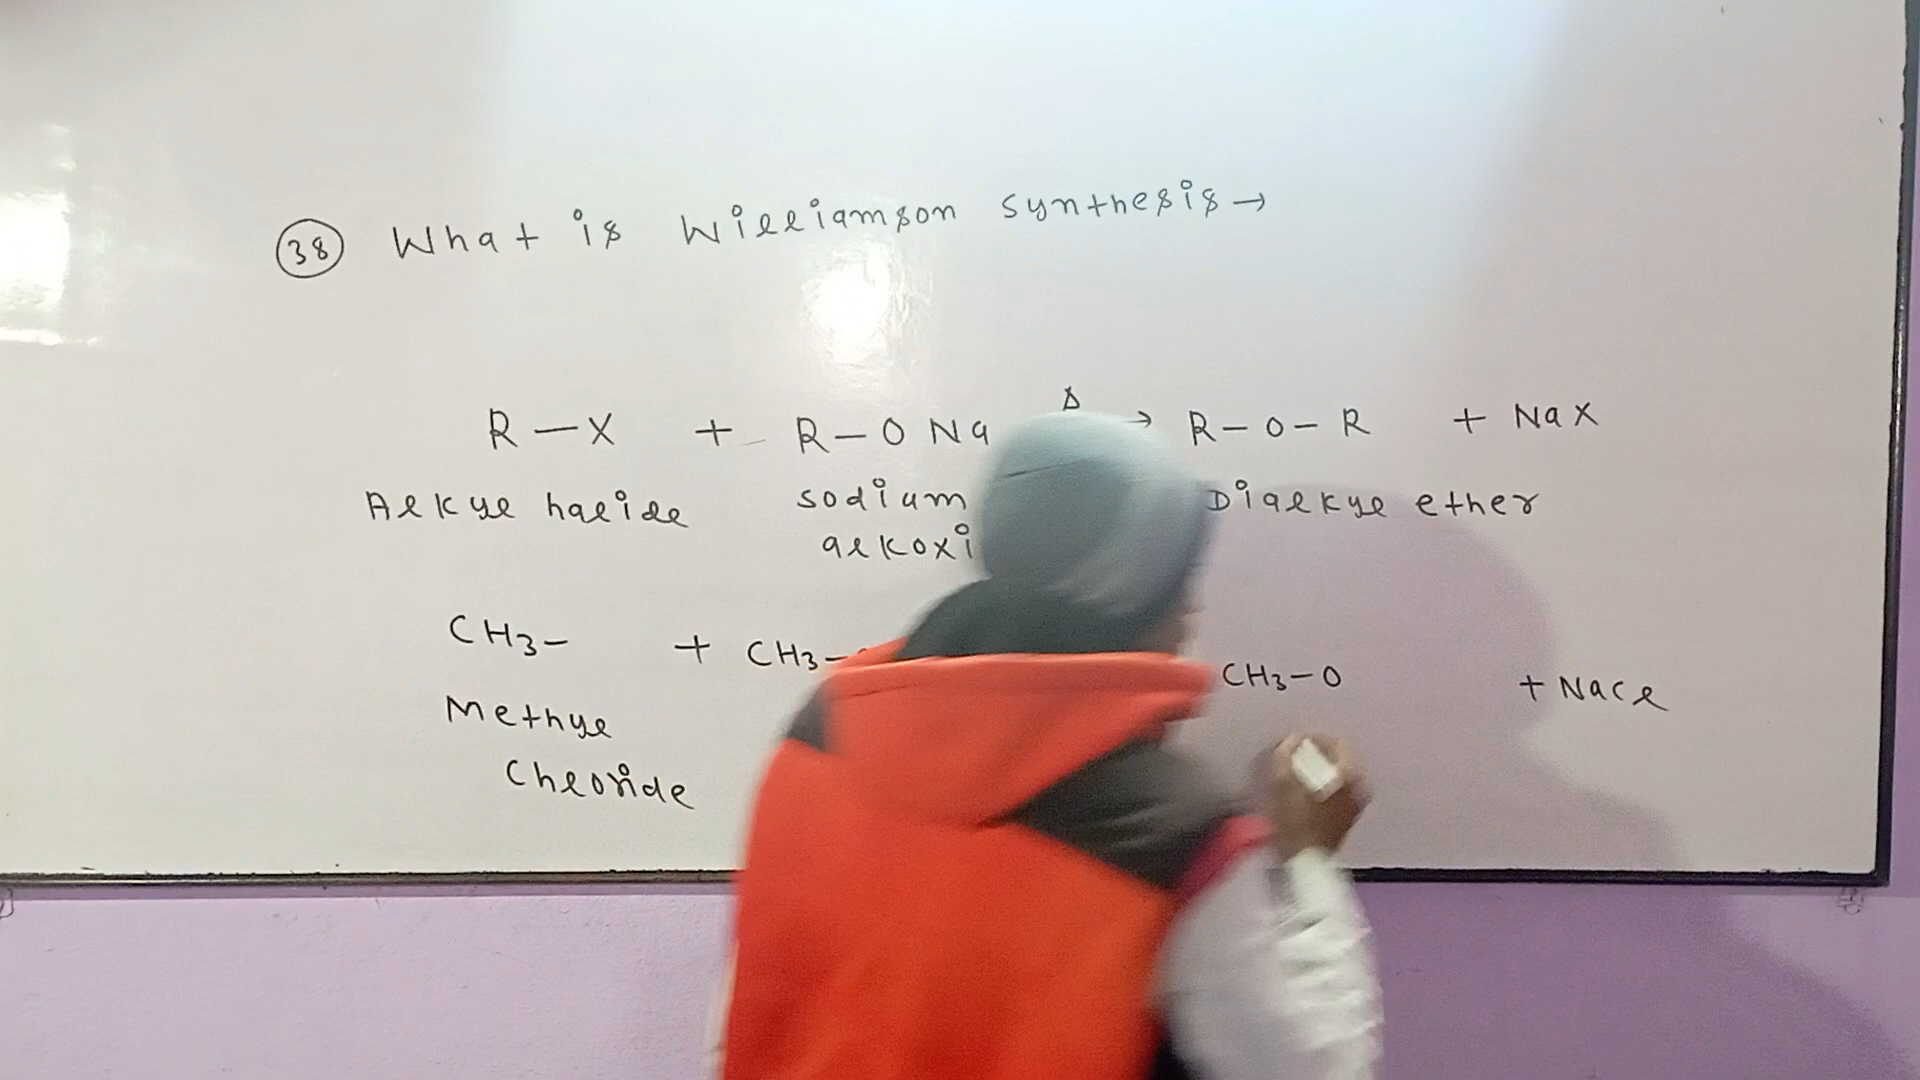 38 What is Williamson synthesis →
R — X + R — O Na Δ → R — O — R + NaX
Alkyl halide sodium Dialkyl ether
alkoxi
CH3 — + CH3 — CH3 — O + NaCl
Methyl
Chloride